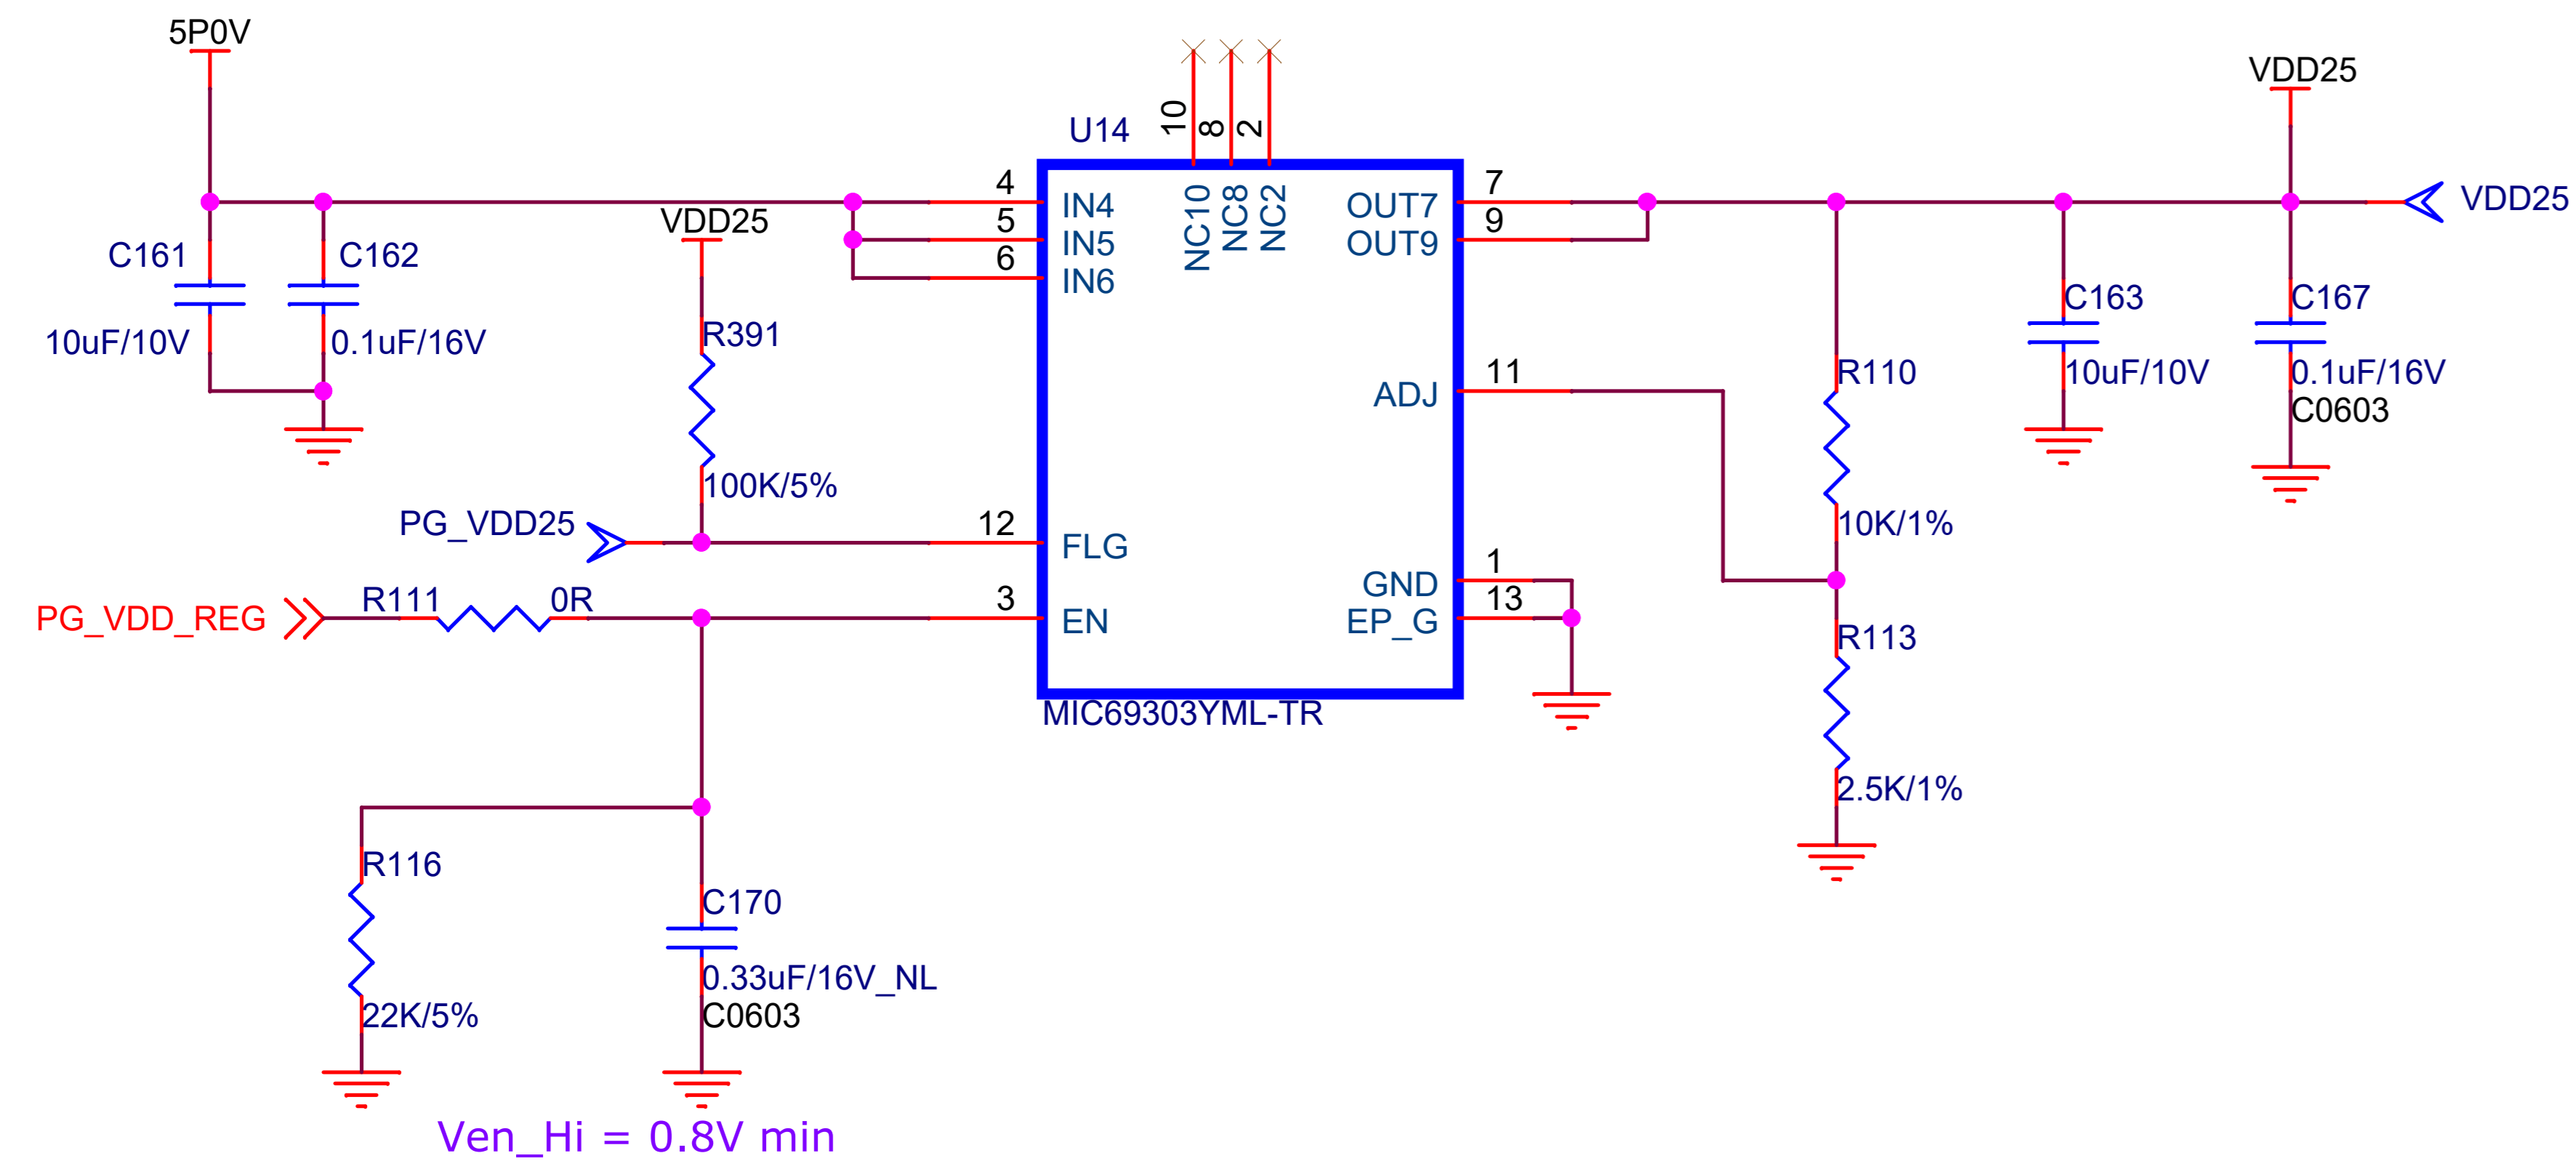 5P0V
C161
10uF/10V
C162
0.1uF/16V
VDD25
R391
100K/5%
PG_VDD25
PG_VDD_REG
R111
0R
R116
22K/5%
C170
0.33uF/16V_NL
C0603
Ven_Hi = 0.8V min
U14
10
8
2
NC10
NC8
NC2
4
IN4
5
IN5
6
IN6
12
FLG
3
EN
7
OUT7
9
OUT9
11
ADJ
1
GND
13
EP_G
MIC69303YML-TR
R110
10K/1%
R113
2.5K/1%
C163
10uF/10V
VDD25
VDD25
C167
0.1uF/16V
C0603